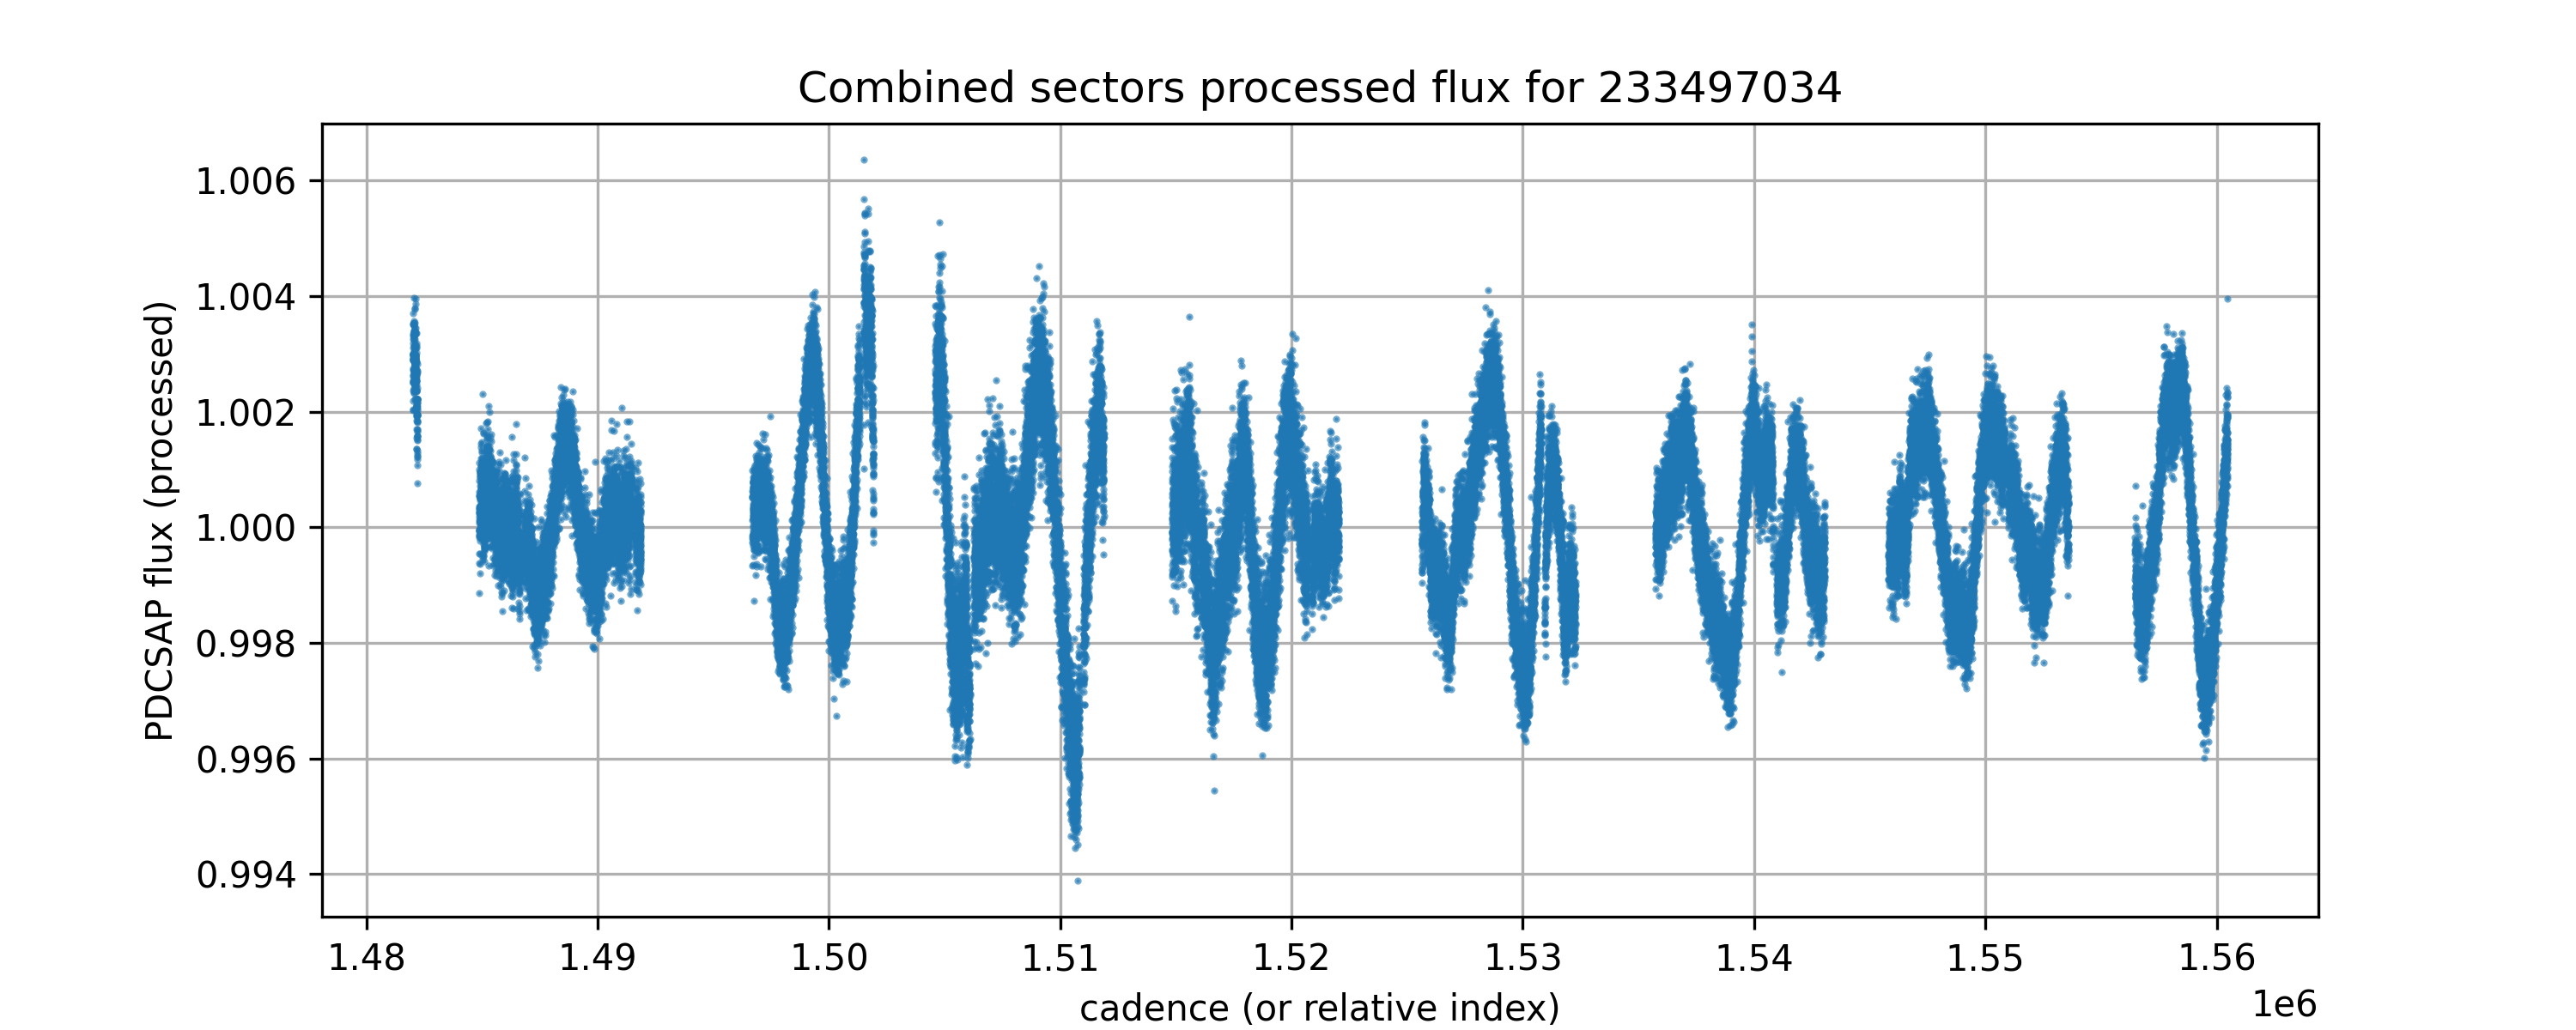 Combined sectors processed flux for 233497034
PDCSAP flux (processed)
1.006
1.004
1.002
1.000
0.998
0.996
0.994
1.48 1.49 1.50 1.51 1.52 1.53 1.54 1.55 1.56
1e6
cadence (or relative index)